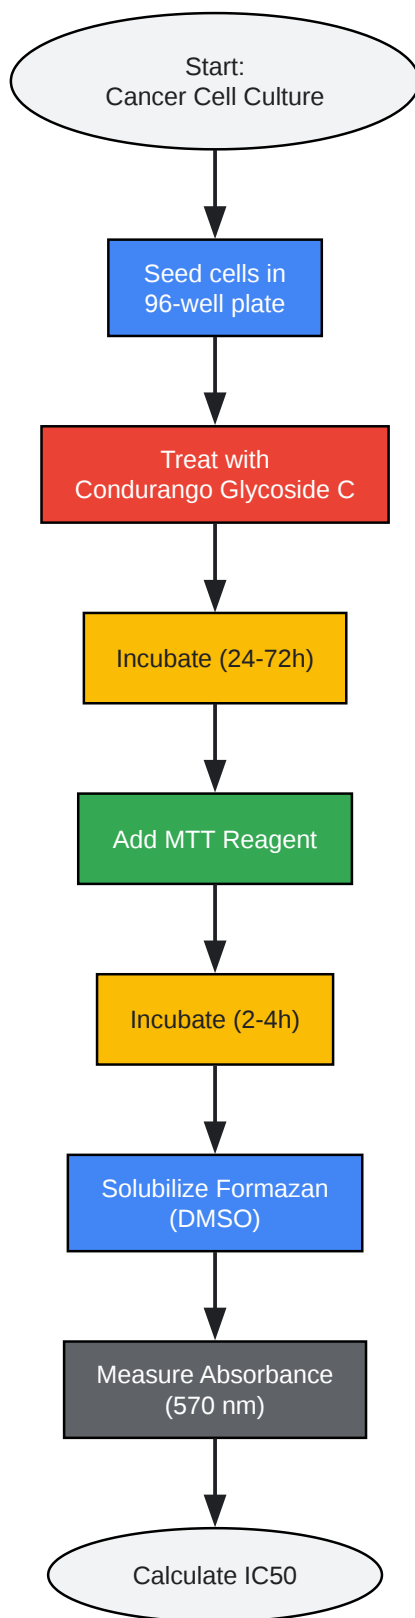 Start:
Cancer Cell Culture
Seed cells in
96-well plate
Treat with
Condurango Glycoside C
Incubate (24-72h)
Add MTT Reagent
Incubate (2-4h)
Solubilize Formazan
(DMSO)
Measure Absorbance
(570 nm)
Calculate IC50